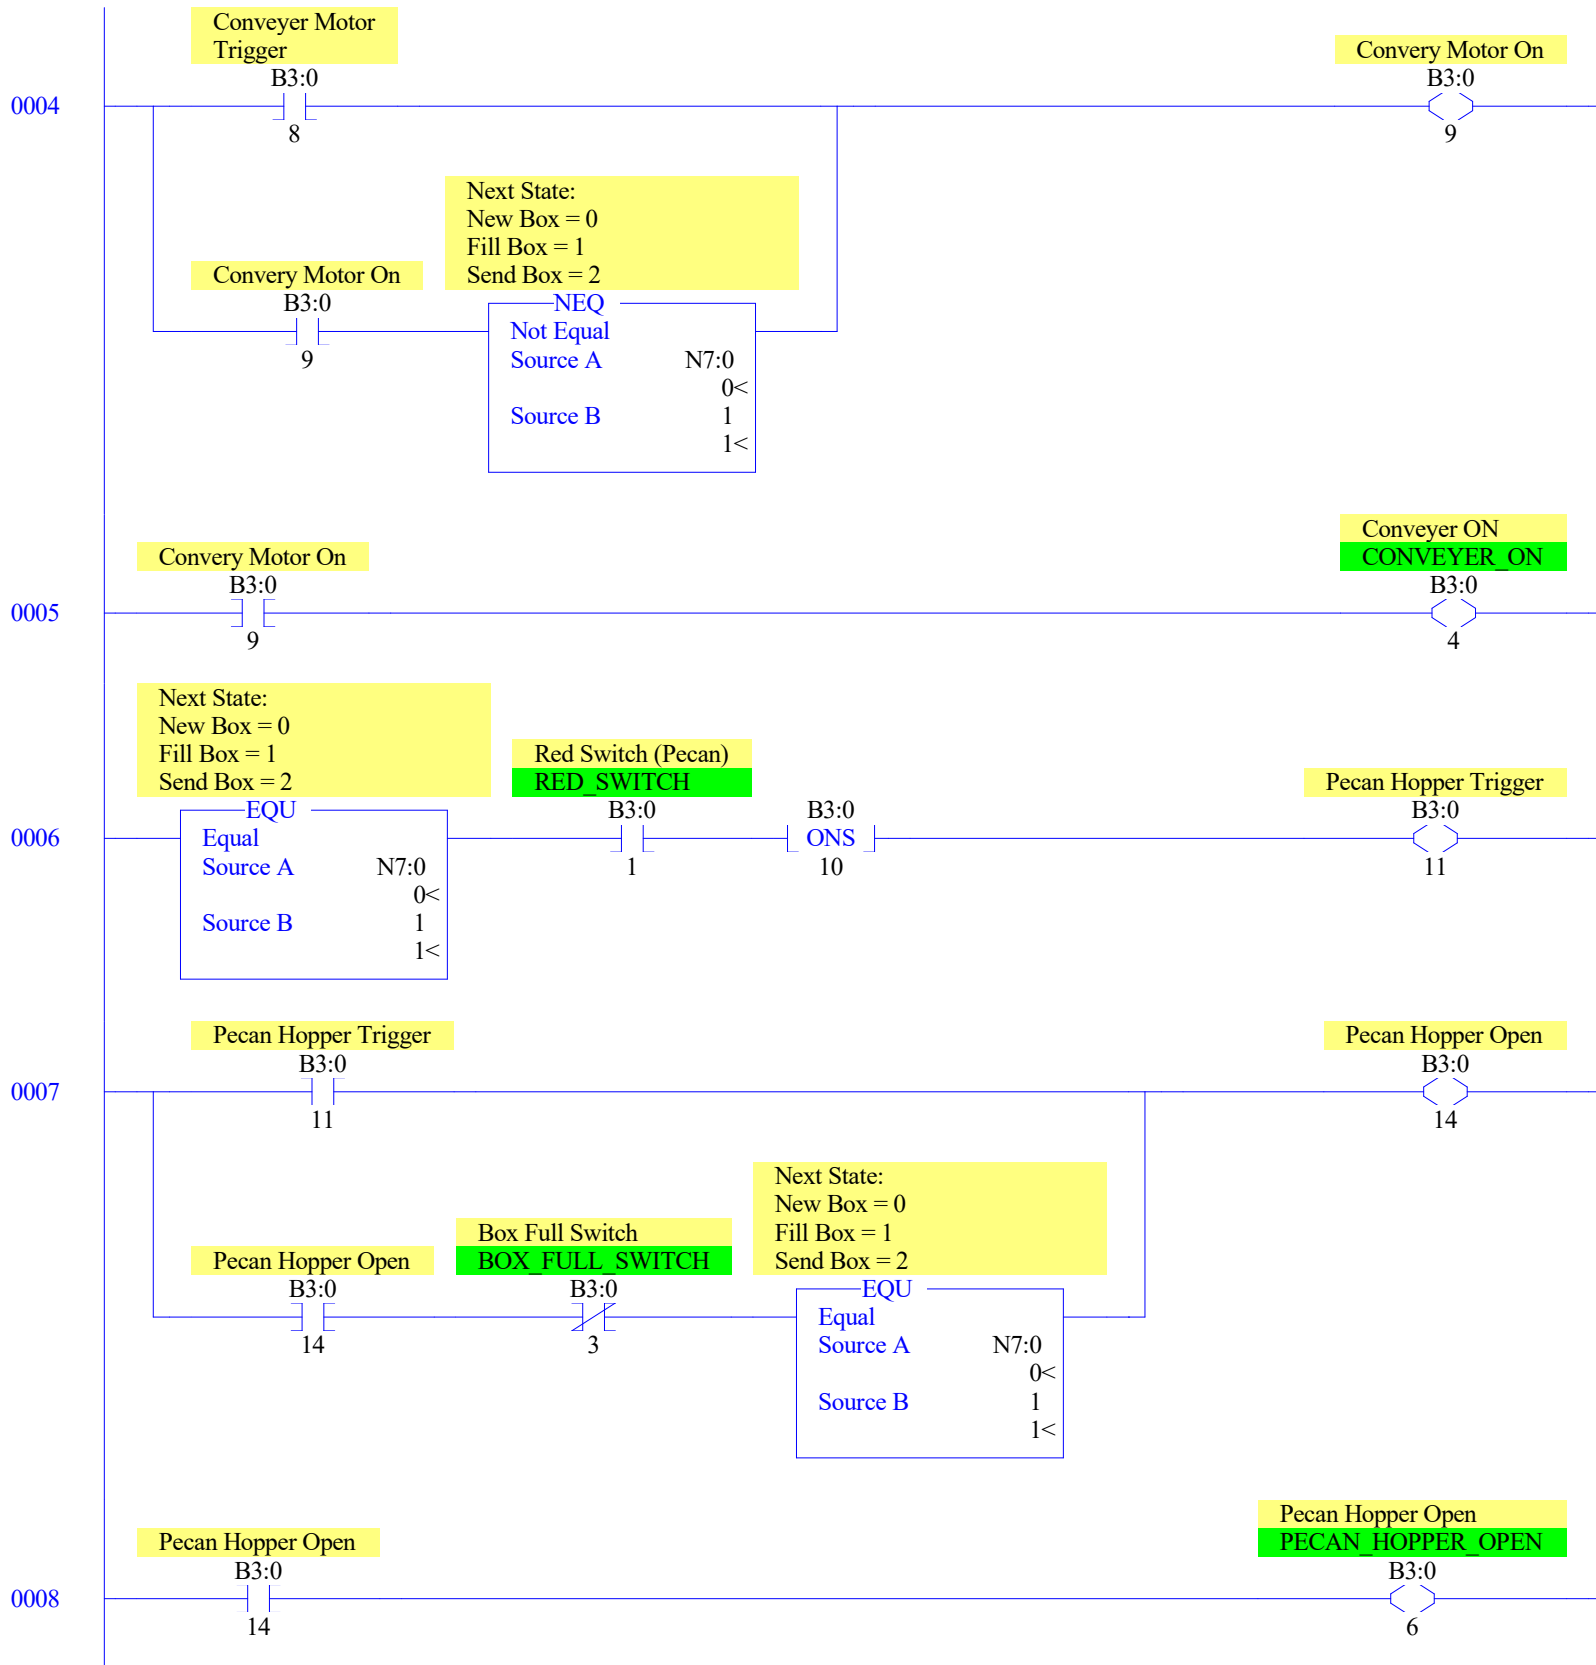 Conveyer Motor
Trigger
B3:0
8
Convery Motor On
B3:0
9
0004
Next State:
New Box = 0
Fill Box = 1
Send Box = 2
Convery Motor On
B3:0
9
NEQ
Not Equal
Source A N7:0
0<
Source B 1
1<
Conveyer ON
CONVEYER_ON
B3:0
4
Convery Motor On
B3:0
9
0005
Next State:
New Box = 0
Fill Box = 1
Send Box = 2
EQU
Equal
Source A N7:0
0<
Source B 1
1<
0006
Red Switch (Pecan)
RED_SWITCH
B3:0
1
B3:0
ONS
10
Pecan Hopper Trigger
B3:0
11
Pecan Hopper Trigger
B3:0
11
Pecan Hopper Open
B3:0
14
0007
Pecan Hopper Open
B3:0
14
Box Full Switch
BOX_FULL_SWITCH
B3:0
3
Next State:
New Box = 0
Fill Box = 1
Send Box = 2
EQU
Equal
Source A N7:0
0<
Source B 1
1<
Pecan Hopper Open
B3:0
14
Pecan Hopper Open
PECAN_HOPPER_OPEN
B3:0
6
0008